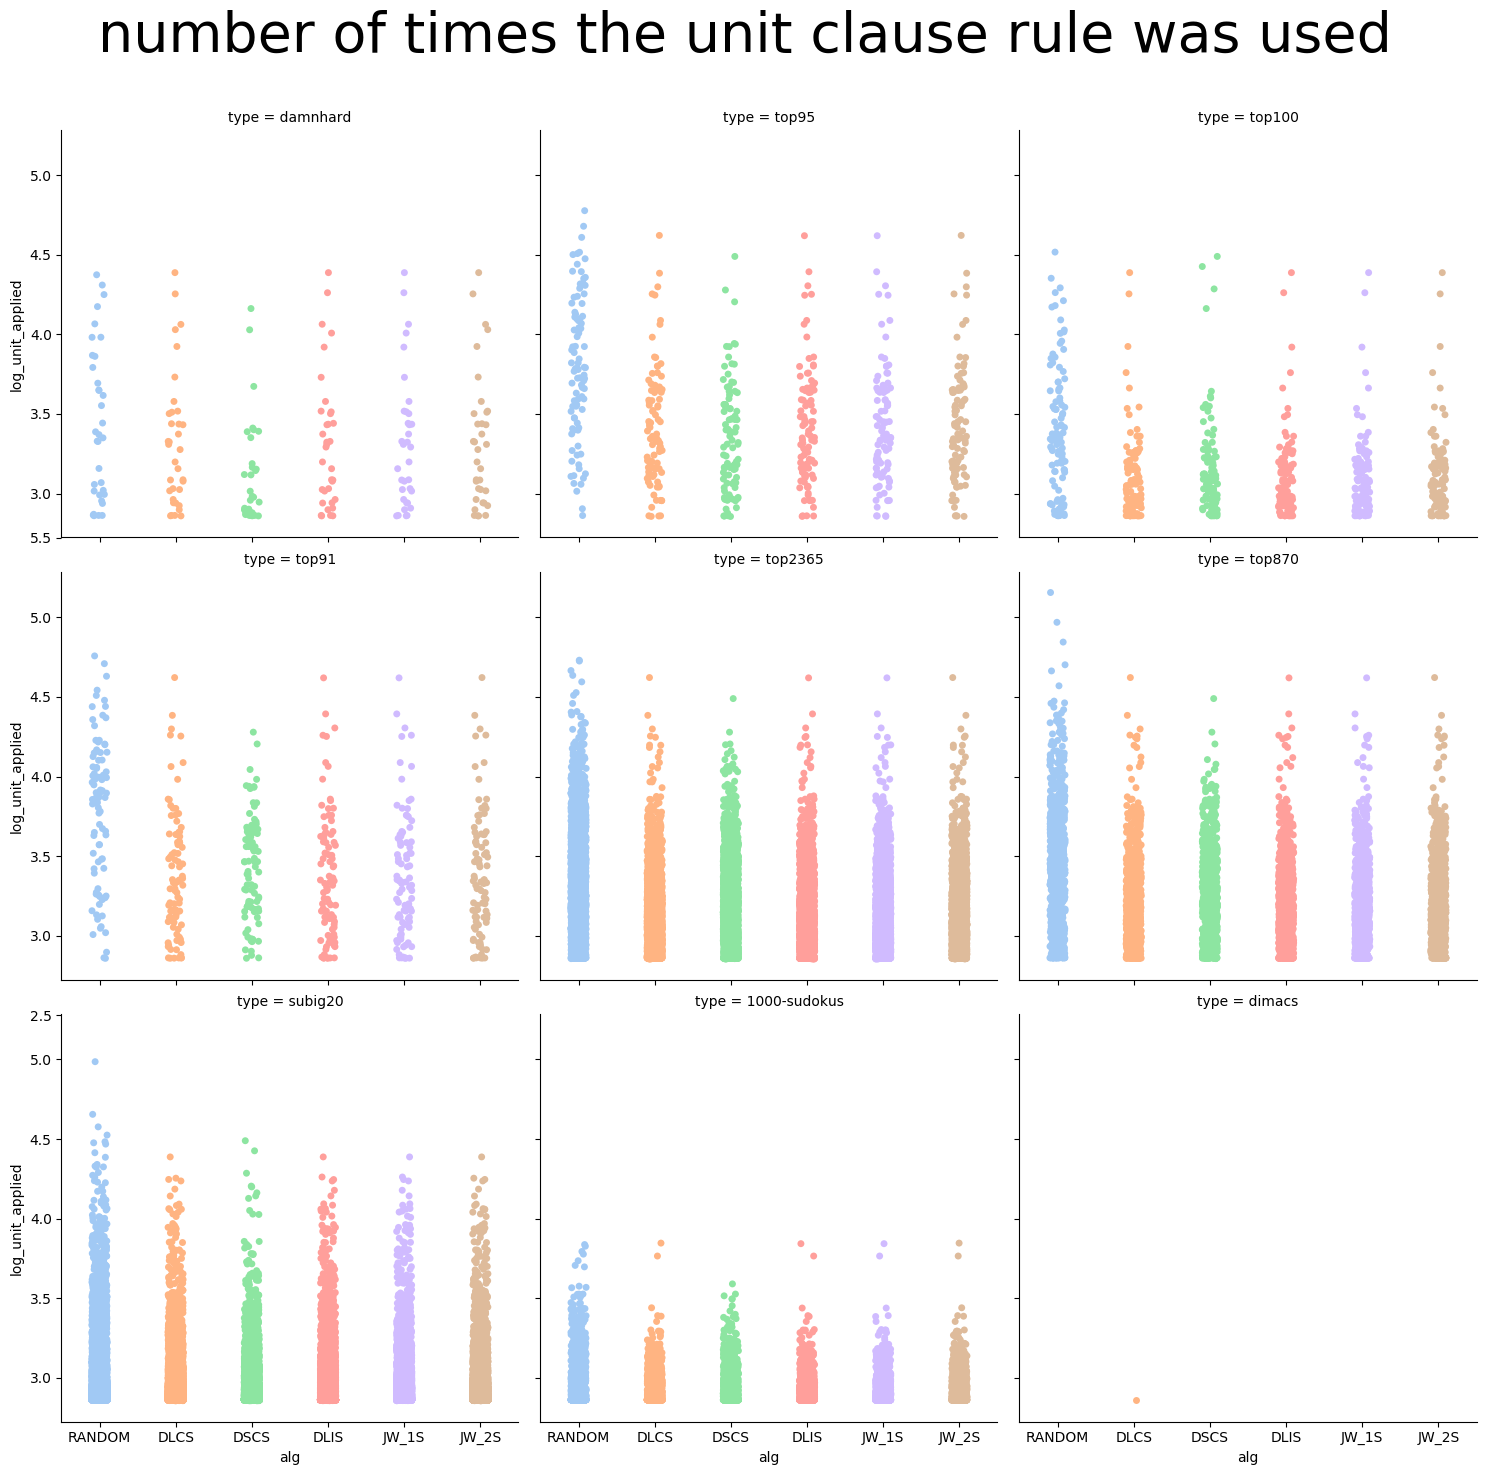 number of times the unit clause rule was used
type = damnhard
type = top95
type = top100
5.0
4.5
4.0
3.5
3.0
5.5
log_unit_applied
type = top91
type = top2365
type = top870
5.0
4.5
4.0
3.5
3.0
log_unit_applied
type = subig20
type = 1000-sudokus
type = dimacs
2.5
5.0
4.5
4.0
3.5
3.0
log_unit_applied
RANDOM DLCS DSCS DLIS JW_1S JW_2S
alg
RANDOM DLCS DSCS DLIS JW_1S JW_2S
alg
RANDOM DLCS DSCS DLIS JW_1S JW_2S
alg